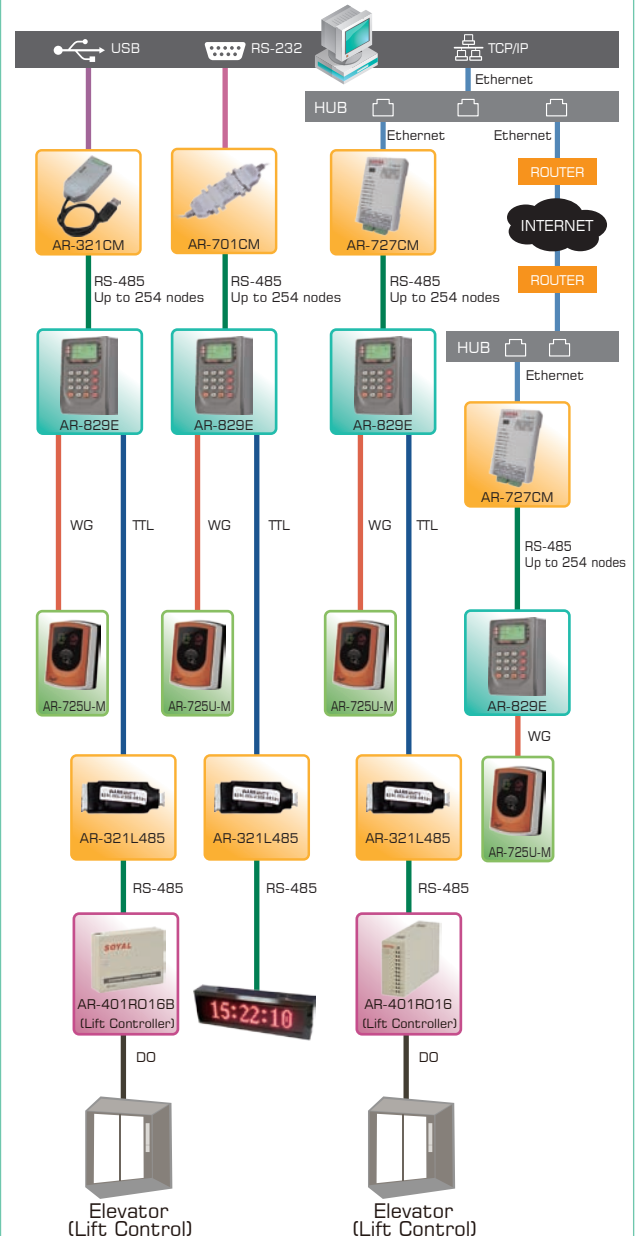 USB
RS-232
TCP/IP
Ethernet
HUB
Ethernet
Ethernet
ROUTER
INTERNET
ROUTER
AR-321CM
AR-701CM
AR-727CM
RS-485
Up to 254 nodes
RS-485
Up to 254 nodes
RS-485
Up to 254 nodes
HUB
Ethernet
AR-829E
AR-829E
AR-829E
AR-727CM
WG
TTL
WG
TTL
WG
TTL
RS-485
Up to 254 nodes
AR-725U-M
AR-725U-M
AR-725U-M
AR-829E
WG
AR-321L485
AR-321L485
AR-321L485
AR-725U-M
RS-485
RS-485
RS-485
SOYAL
AR-401RO16B
(Lift Controller)
15:22:10
AR-401RO16
(Lift Controller)
DO
DO
Elevator
(Lift Control)
Elevator
(Lift Control)